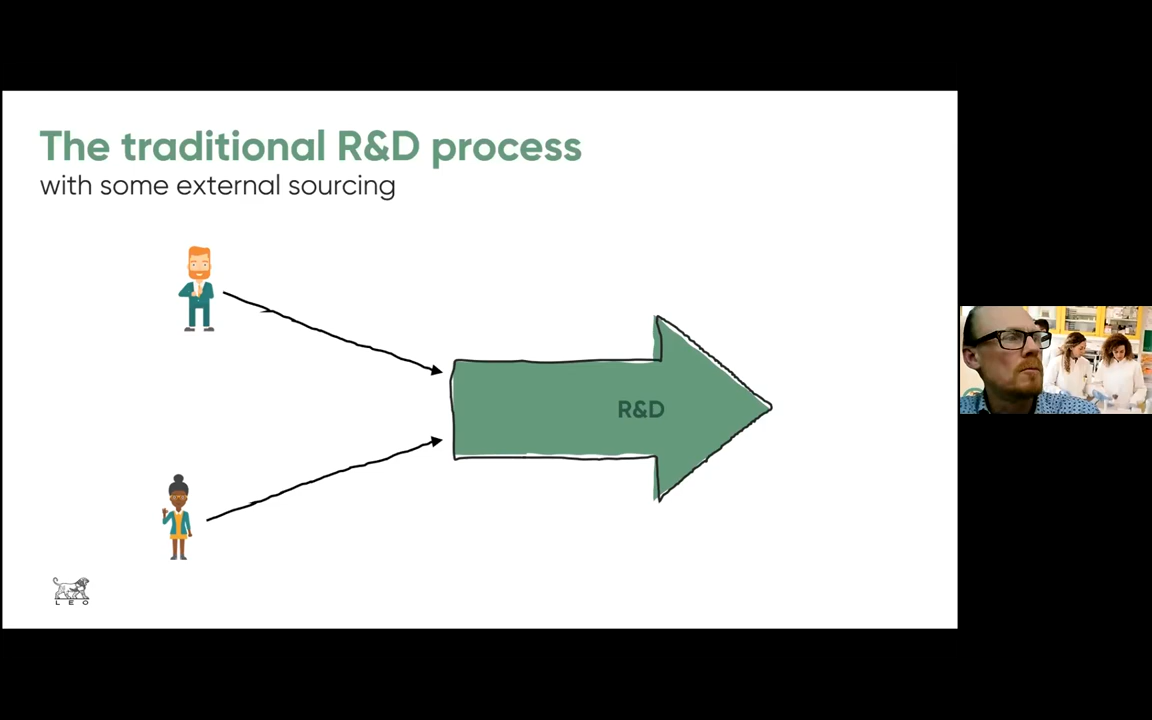 The traditional R&D process
with some external sourcing
R&D
LEO